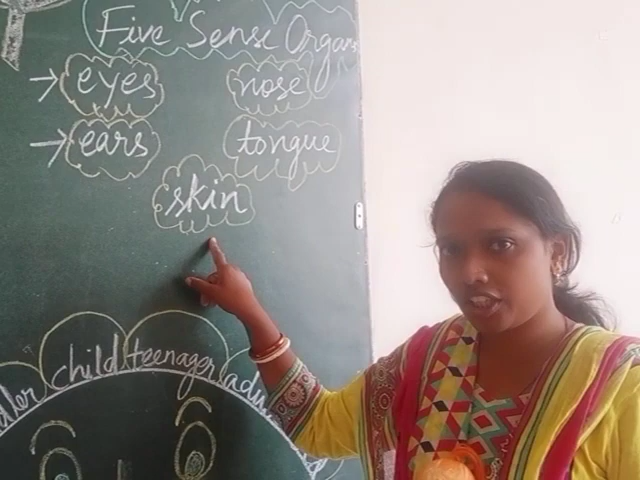 Five Sense Organs
→ eyes
nose
→ ears
tongue
skin
child teenager